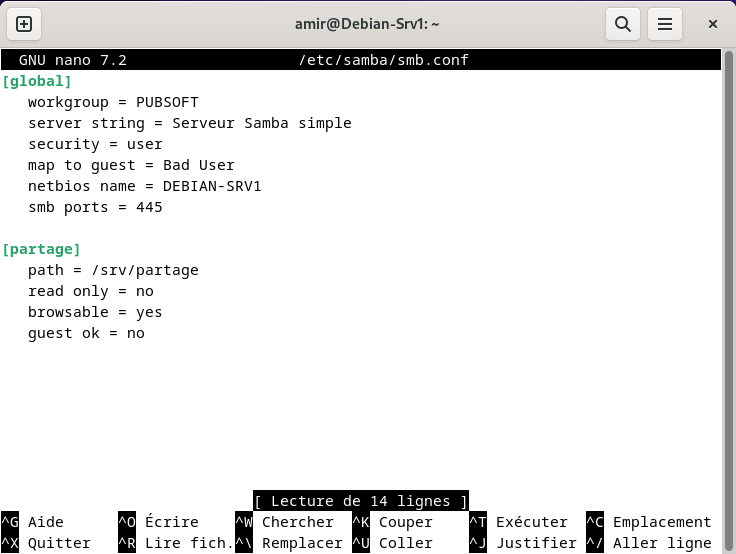 amir@Debian-Srv1: ~
GNU nano 7.2 /etc/samba/smb.conf
[global]
workgroup = PUBSOFT
server string = Serveur Samba simple
security = user
map to guest = Bad User
netbios name = DEBIAN-SRV1
smb ports = 445
[partage]
path = /srv/partage
read only = no
browsable = yes
guest ok = no
[ Lecture de 14 lignes ]
^G Aide ^O Écrire ^W Chercher ^K Couper ^T Exécuter ^C Emplacement
^X Quitter ^R Lire fich. ^\ Remplacer ^U Coller ^J Justifier ^/ Aller ligne